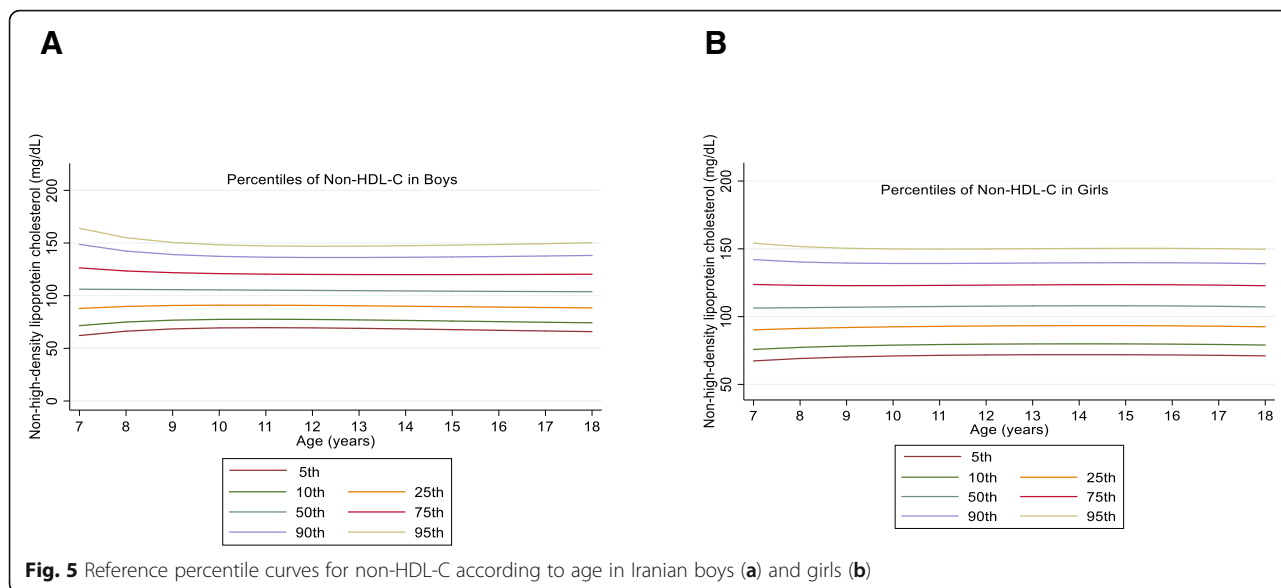 A
B
Percentiles of Non-HDL-C in Boys
Non-high-density lipoprotein cholesterol (mg/dL)
200
150
100
50
0
7 8 9 10 11 12 13 14 15 16 17 18
Age (years)
5th
10th 25th
50th 75th
90th 95th
Percentiles of Non-HDL-C in Girls
Non-high-density lipoprotein cholesterol (mg/dL)
200
150
100
50
7 8 9 10 11 12 13 14 15 16 17 18
Age (years)
5th
10th 25th
50th 75th
90th 95th
Fig. 5 Reference percentile curves for non-HDL-C according to age in Iranian boys (a) and girls (b)